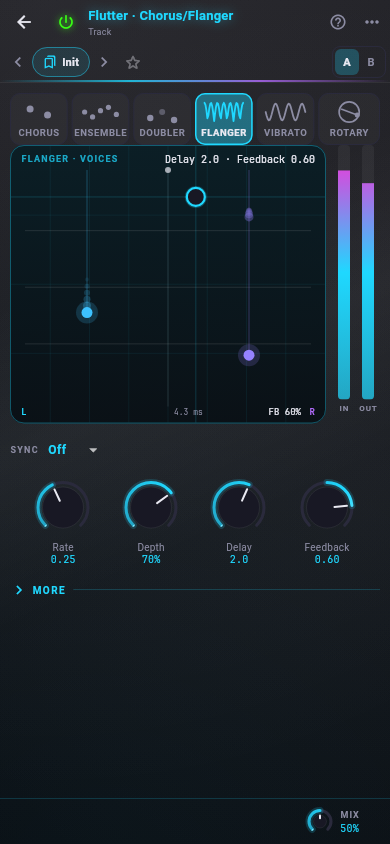 Flutter · Chorus/Flanger
Track
Init
A B
CHORUS ENSEMBLE DOUBLER FLANGER VIBRATO ROTARY
FLANGER · VOICES Delay 2.0 · Feedback 0.60
L 4.3 ms FB 60% R
IN OUT
SYNC Off
Rate Depth Delay Feedback
0.25 70% 2.0 0.60
MORE
MIX
50%